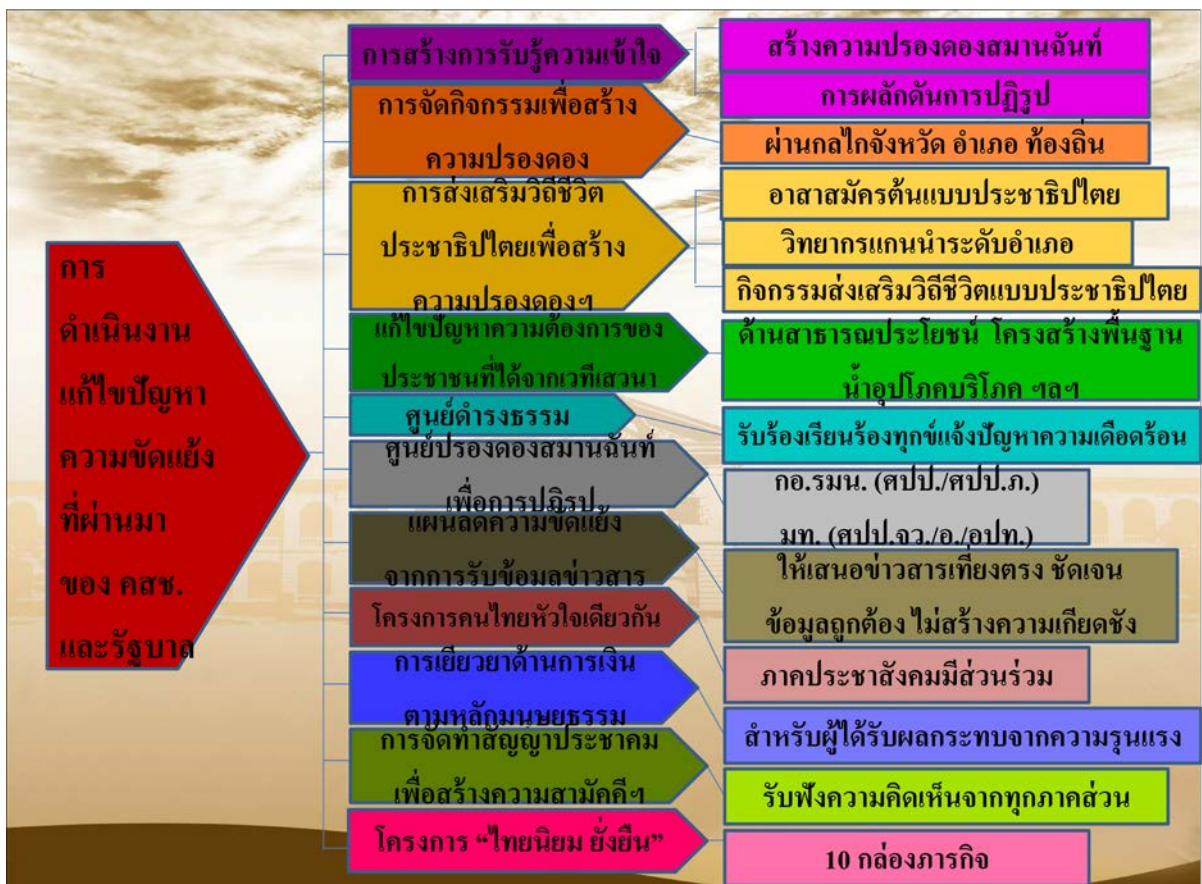 การ
ดำเนินงาน
แก้ไขปัญหา
ความขัดแย้ง
ที่ผ่านมา
ของ คสช.
และรัฐบาล
การสร้างการรับรู้ความเข้าใจ
สร้างความปรองดองสมานฉันท์
การผลักดันการปฏิรูป
การจัดกิจกรรมเพื่อสร้าง
ความปรองดอง
ผ่านกลไกจังหวัด อำเภอ ท้องถิ่น
การส่งเสริมวิถีชีวิต
ประชาธิปไตยเพื่อสร้าง
ความปรองดองฯ
อาสาสมัครต้นแบบประชาธิปไตย
วิทยากรแกนนำระดับอำเภอ
กิจกรรมส่งเสริมวิถีชีวิตแบบประชาธิปไตย
แก้ไขปัญหาความต้องการของ
ประชาชนที่ได้จากเวทีเสวนา
ด้านสาธารณประโยชน์ โครงสร้างพื้นฐาน
น้ำอุปโภคบริโภค ฯลฯ
ศูนย์ดำรงธรรม
รับร้องเรียนร้องทุกข์แจ้งปัญหาความเดือดร้อน
ศูนย์ปรองดองสมานฉันท์
เพื่อการปฏิรูป
กอ.รมน. (ศปป./ศปป.ภ.)
มท. (ศปป.จว./อ./อปท.)
แผนลดความขัดแย้ง
จากการรับข้อมูลข่าวสาร
ให้เสนอข่าวสารเที่ยงตรง ชัดเจน
ข้อมูลถูกต้อง ไม่สร้างความเกียดชัง
โครงการคนไทยหัวใจเดียวกัน
ภาคประชาสังคมมีส่วนร่วม
การเยียวยาด้านการเงิน
ตามหลักมนุษยธรรม
สำหรับผู้ได้รับผลกระทบจากความรุนแรง
การจัดทำสัญญาประชาคม
เพื่อสร้างความสามัคคีฯ
รับฟังความคิดเห็นจากทุกภาคส่วน
โครงการ “ไทยนิยม ยั่งยืน”
10 กล่องภารกิจ